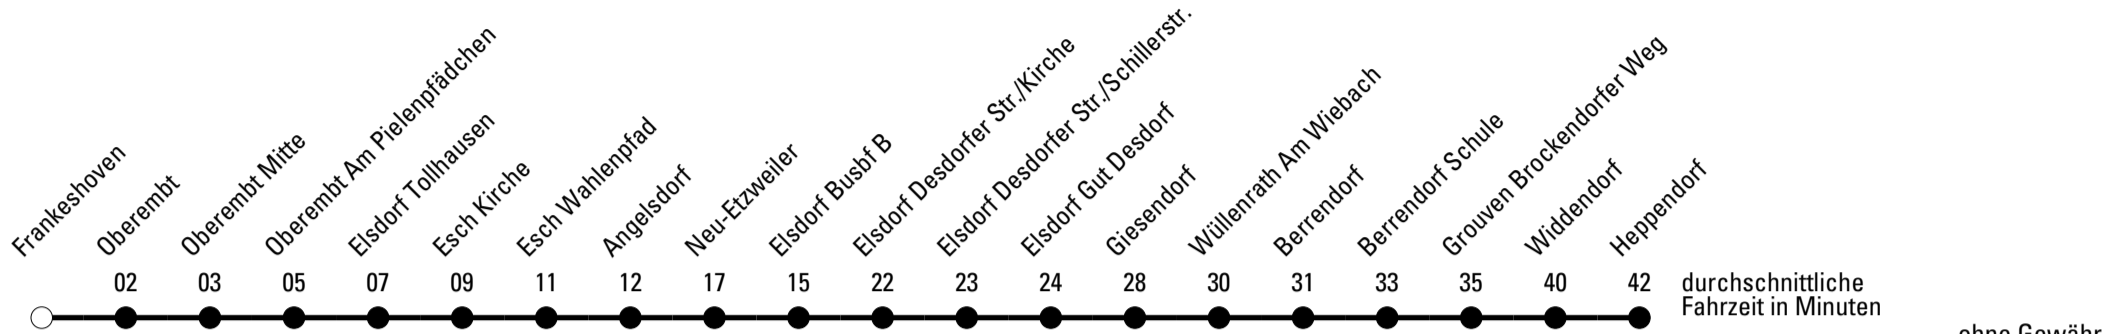 Frankeshoven
Oberembt
Oberembt Mitte
Oberembt Am Pielenpfädchen
Elsdorf Tollhausen
Esch Kirche
Esch Wahlenpfad
Angelsdorf
Neu-Etzweiler
Elsdorf Busbf B
Elsdorf Desdorfer Str./Kirche
Elsdorf Desdorfer Str./Schillerstr.
Elsdorf Gut Desdorf
Giesendorf
Wüllenrath Am Wiebach
Berrendorf
Berrendorf Schule
Grouven Brockendorfer Weg
Widdendorf
Heppendorf
02 03 05 07 09 11 12 17 15 22 23 24 28 30 31 33 35 40 42
durchschnittliche
Fahrzeit in Minuten